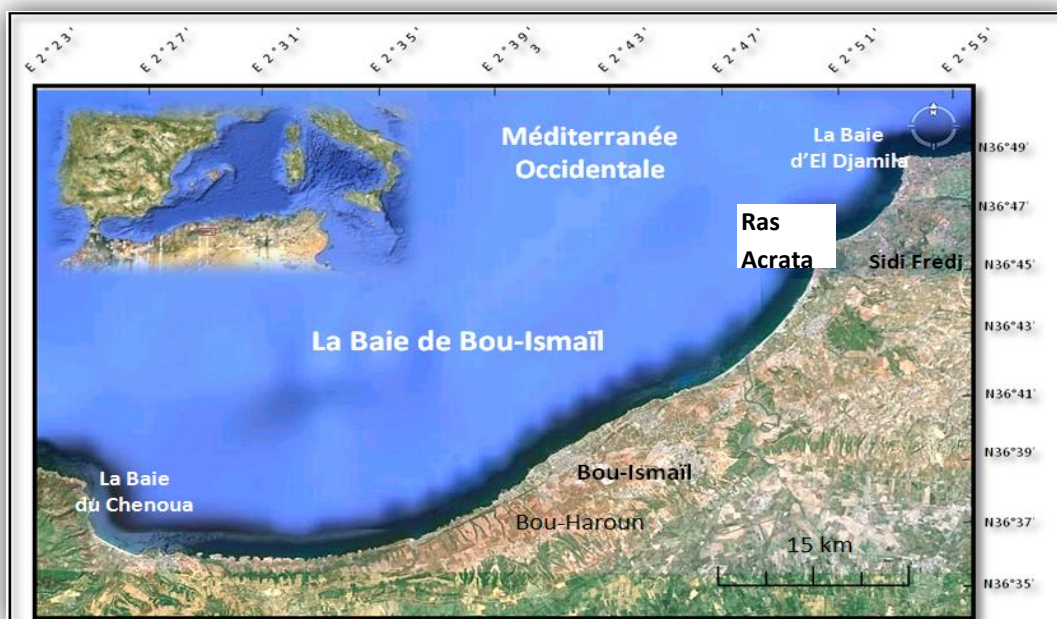 E 2°23'
E 2°27'
E 2°31'
E 2°35'
E 2°39'
3
E 2°43'
E 2°47'
E 2°51'
E 2°55'
N
Méditerranée
Occidentale
La Baie
d'El Djamila
N36°49'
N36°47'
Ras
Acrata
Sidi Fredj
N36°45'
N36°43'
La Baie de Bou-Ismaïl
N36°41'
N36°39'
Bou-Ismaïl
La Baie
du Chenoua
Bou-Haroun
N36°37'
15 km
N36°35'